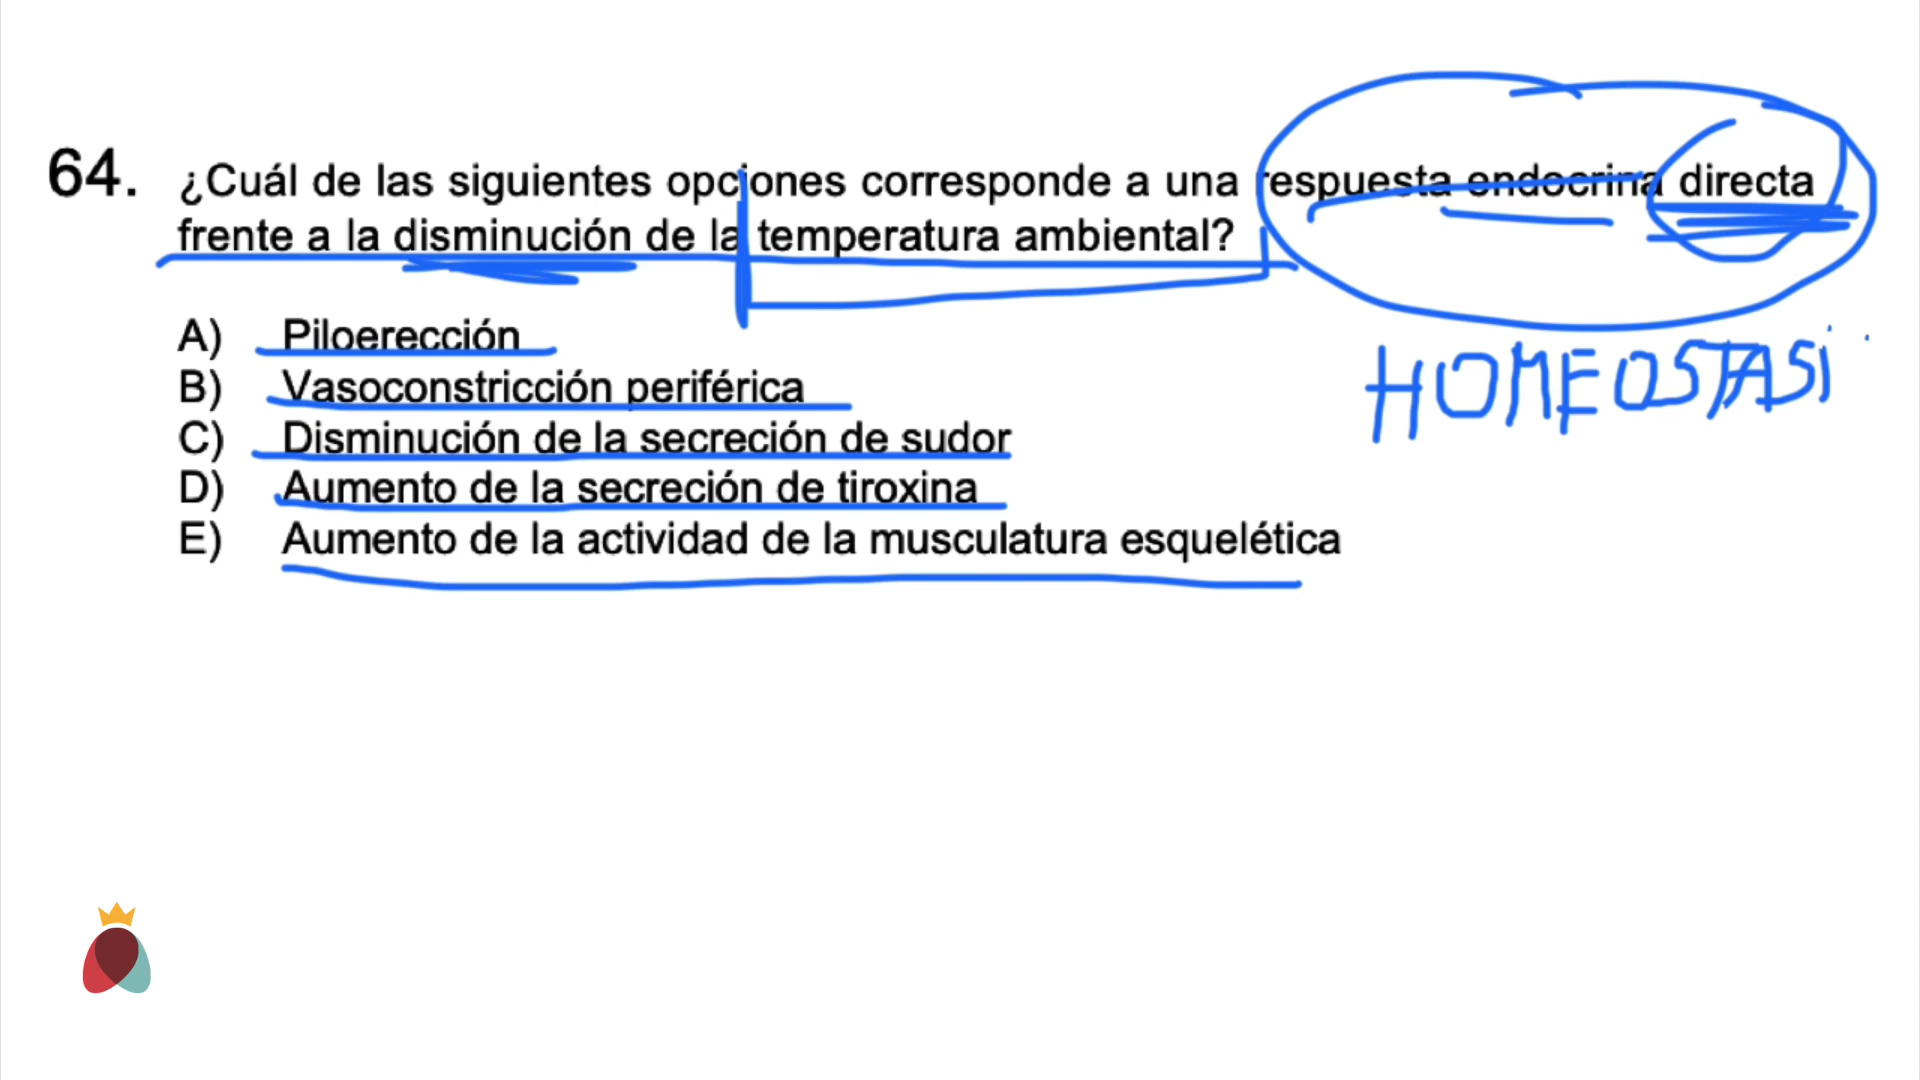 64. ¿Cuál de las siguientes opciones corresponde a una respuesta endocrina directa
frente a la disminución de la temperatura ambiental?
A) Piloerección
B) Vasoconstricción periférica
C) Disminución de la secreción de sudor
D) Aumento de la secreción de tiroxina
E) Aumento de la actividad de la musculatura esquelética
HOMEOSTASI